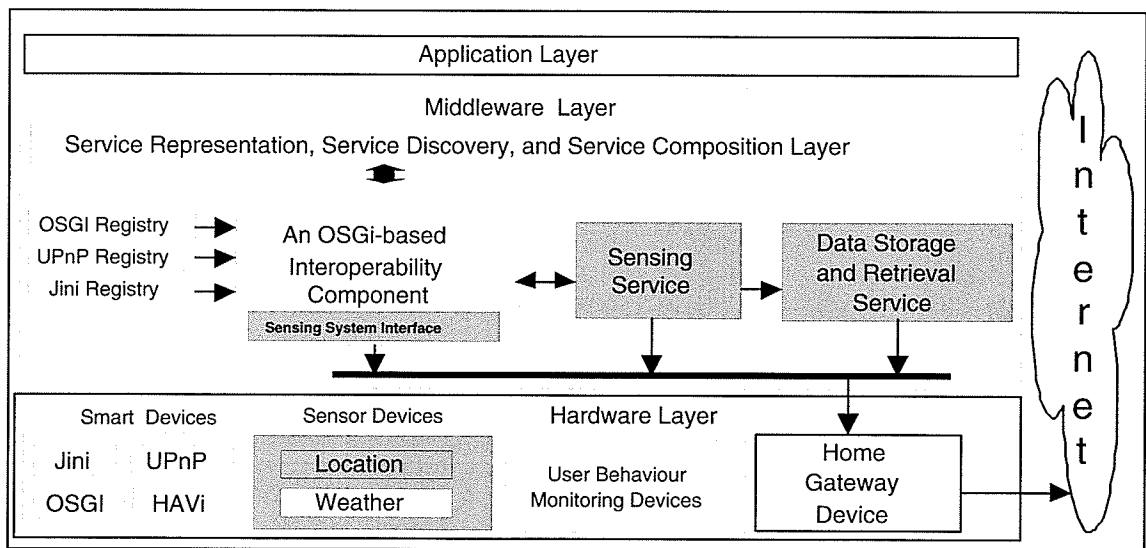 Application Layer
Middleware Layer
Service Representation, Service Discovery, and Service Composition Layer
OSGI Registry
UPnP Registry
Jini Registry
An OSGi-based
Interoperability
Component
Sensing System Interface
Sensing
Service
Data Storage
and Retrieval
Service
Smart Devices
Jini UPnP
OSGI HAVi
Sensor Devices
Location
Weather
Hardware Layer
User Behaviour
Monitoring Devices
Home
Gateway
Device
Internet